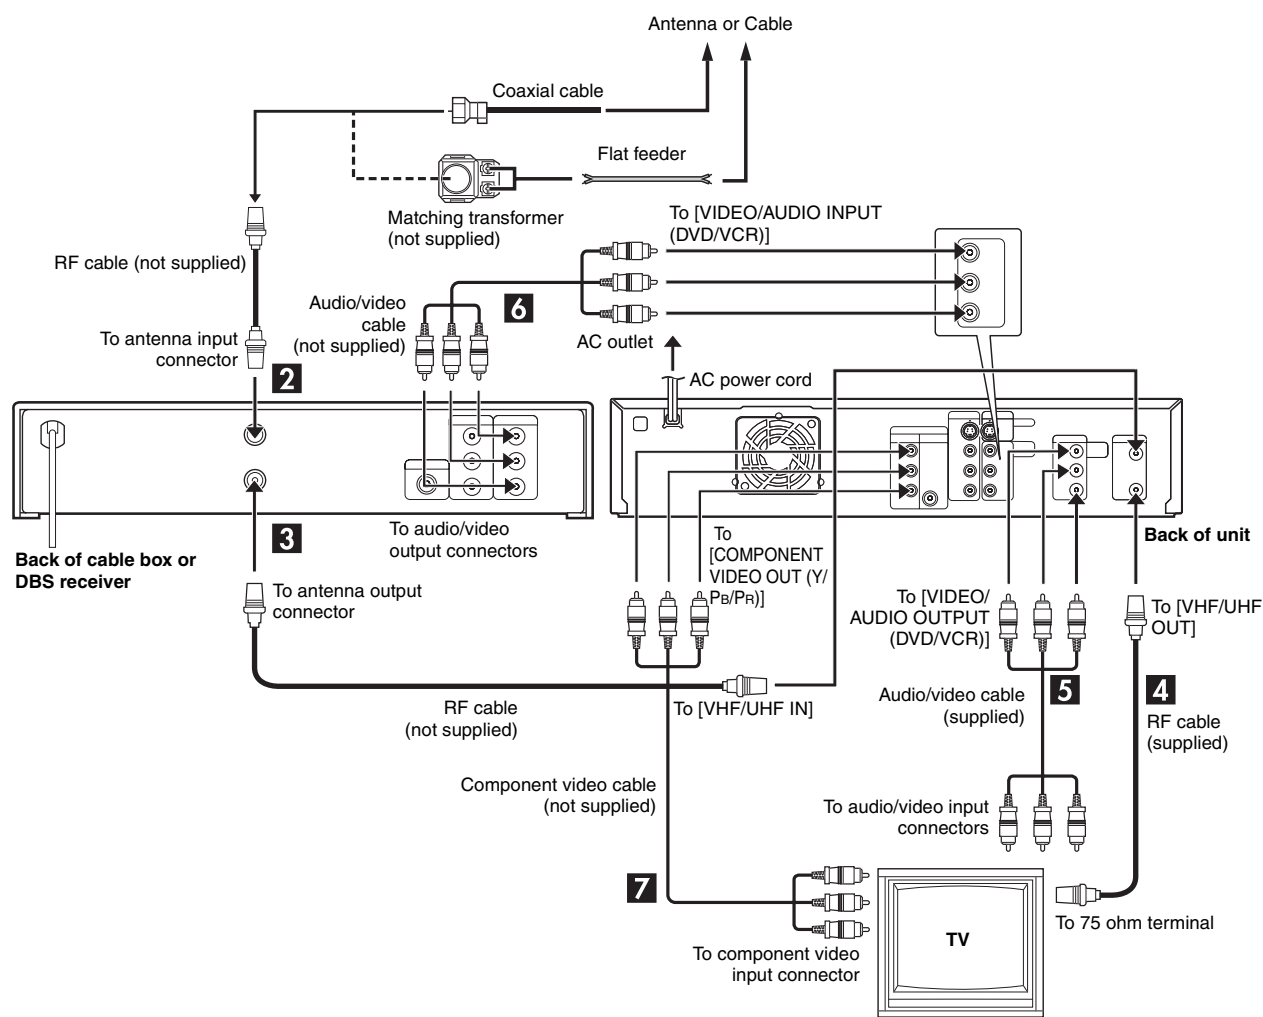 Antenna or Cable
Coaxial cable
Flat feeder
Matching transformer
(not supplied)
To [VIDEO/AUDIO INPUT
(DVD/VCR)]
RF cable (not supplied)
Audio/video
cable
(not supplied)
6
To antenna input
connector
AC outlet
2
AC power cord
3
To audio/video
output connectors
Back of cable box or
DBS receiver
To
[COMPONENT
VIDEO OUT (Y/
PB/PR)]
Back of unit
To antenna output
connector
To [VIDEO/
AUDIO OUTPUT
(DVD/VCR)]
To [VHF/UHF
OUT]
RF cable
(not supplied)
To [VHF/UHF IN]
Audio/video cable
(supplied)
5
4
RF cable
(supplied)
Component video cable
(not supplied)
To audio/video input
connectors
7
To component video
input connector
TV
To 75 ohm terminal